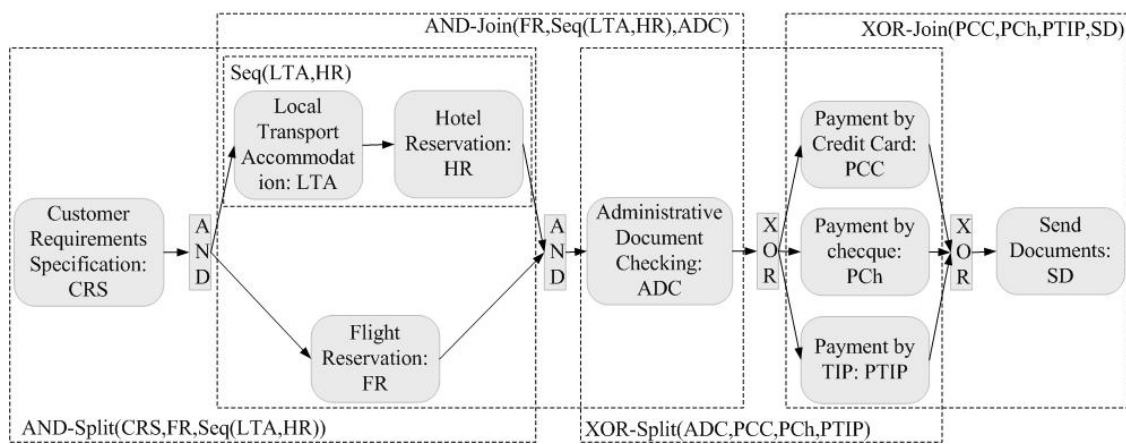 AND-Join(FR,Seq(LTA,HR),ADC)
XOR-Join(PCC,PCh,PTIP,SD)
Seq(LTA,HR)
Local
Transport
Accommodat
ion: LTA
Hotel
Reservation:
HR
Customer
Requirements
Specification:
CRS
A
N
D
Flight
Reservation:
FR
A
N
D
Administrative
Document
Checking:
ADC
X
O
R
Payment by
Credit Card:
PCC
Payment by
checque:
PCh
Payment by
TIP: PTIP
X
O
R
Send
Documents:
SD
AND-Split(CRS,FR,Seq(LTA,HR))
XOR-Split(ADC,PCC,PCh,PTIP)